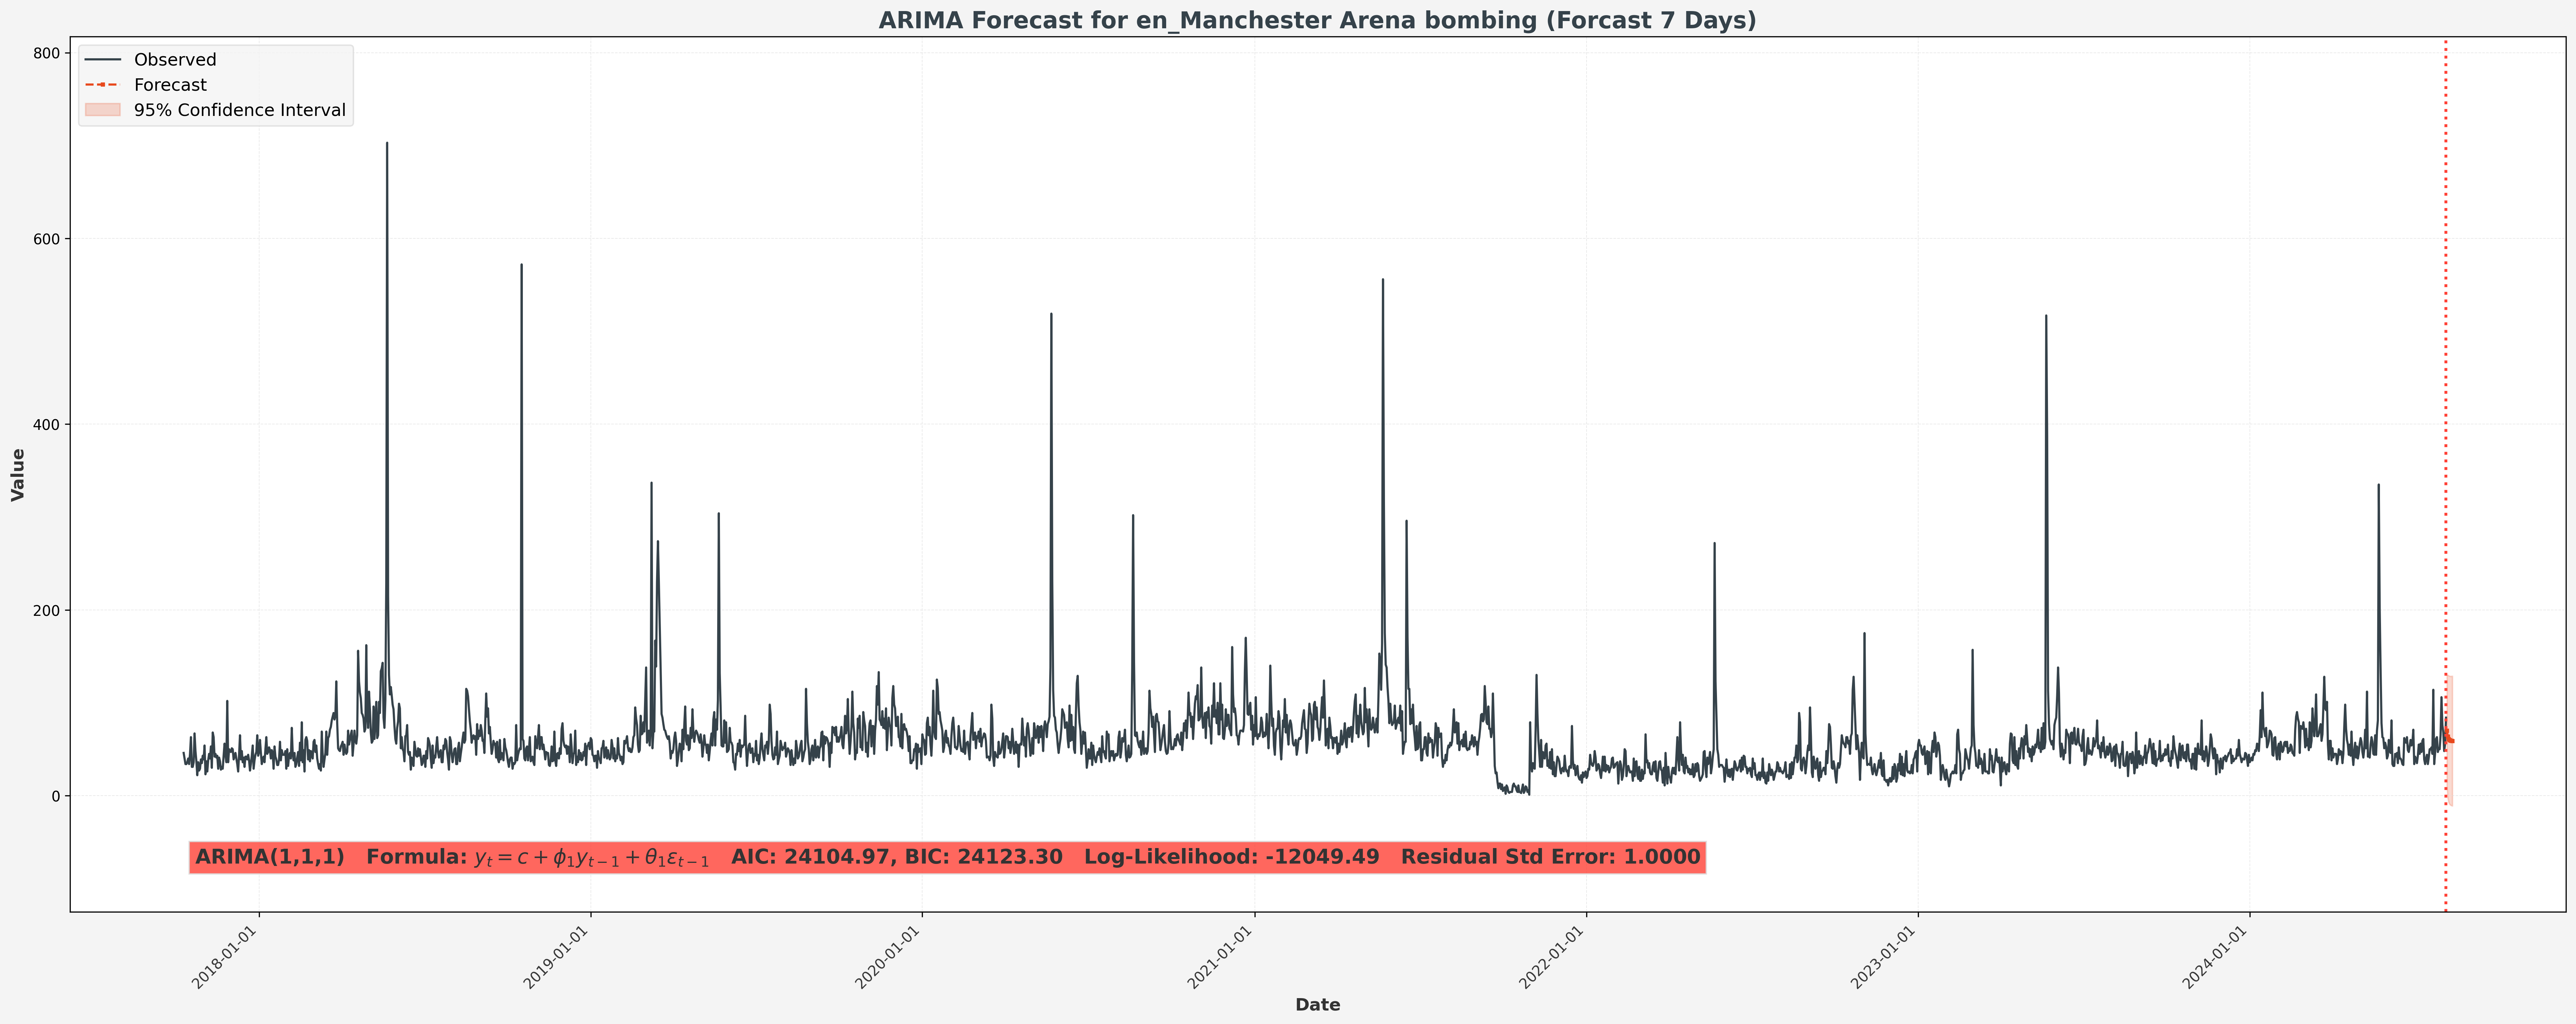 ARIMA Forecast for en_Manchester Arena bombing (Forcast 7 Days)
Observed
Forecast
95% Confidence Interval
800
600
400
200
0
Value
ARIMA(1,1,1) Formula: $y_t = c + \phi_1 y_{t-1} + \theta_1 \varepsilon_{t-1}$ AIC: 24104.97, BIC: 24123.30 Log-Likelihood: -12049.49 Residual Std Error: 1.0000
2018-01-01
2019-01-01
2020-01-01
2021-01-01
2022-01-01
2023-01-01
2024-01-01
Date